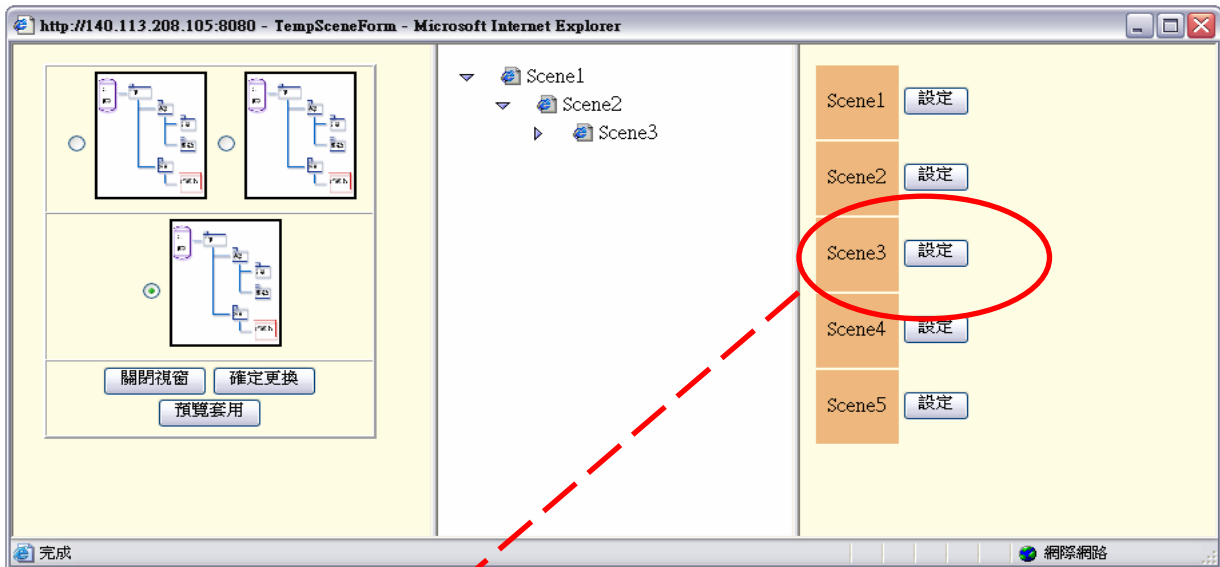 http://140.113.208.105:8080 - TempSceneForm - Microsoft Internet Explorer
關閉視窗 確定更換
預覽套用
Scene1
Scene2
Scene3
Scene1 設定
Scene2 設定
Scene3 設定
Scene4 設定
Scene5 設定
完成 網際網路